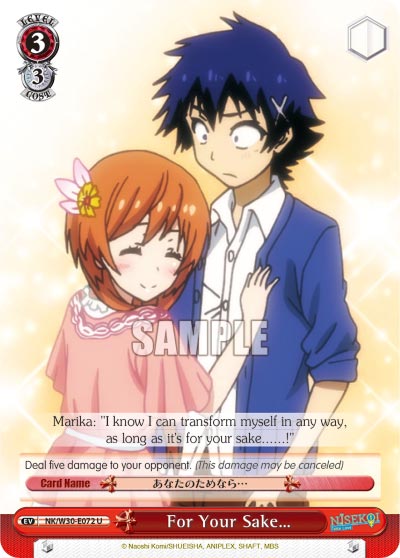 LEVEL
3
3
COST
SAMPLE
Marika: "I know I can transform myself in any way,
as long as it's for your sake......!"
Deal five damage to your opponent. (This damage may be canceled)
Card Name あなたのためなら…
EV NK/W30-E072 U For Your Sake... NISEKOI
FALSE LOVE
© Naoshi Komi/SHUEISHA, ANIPLEX, SHAFT, MBS